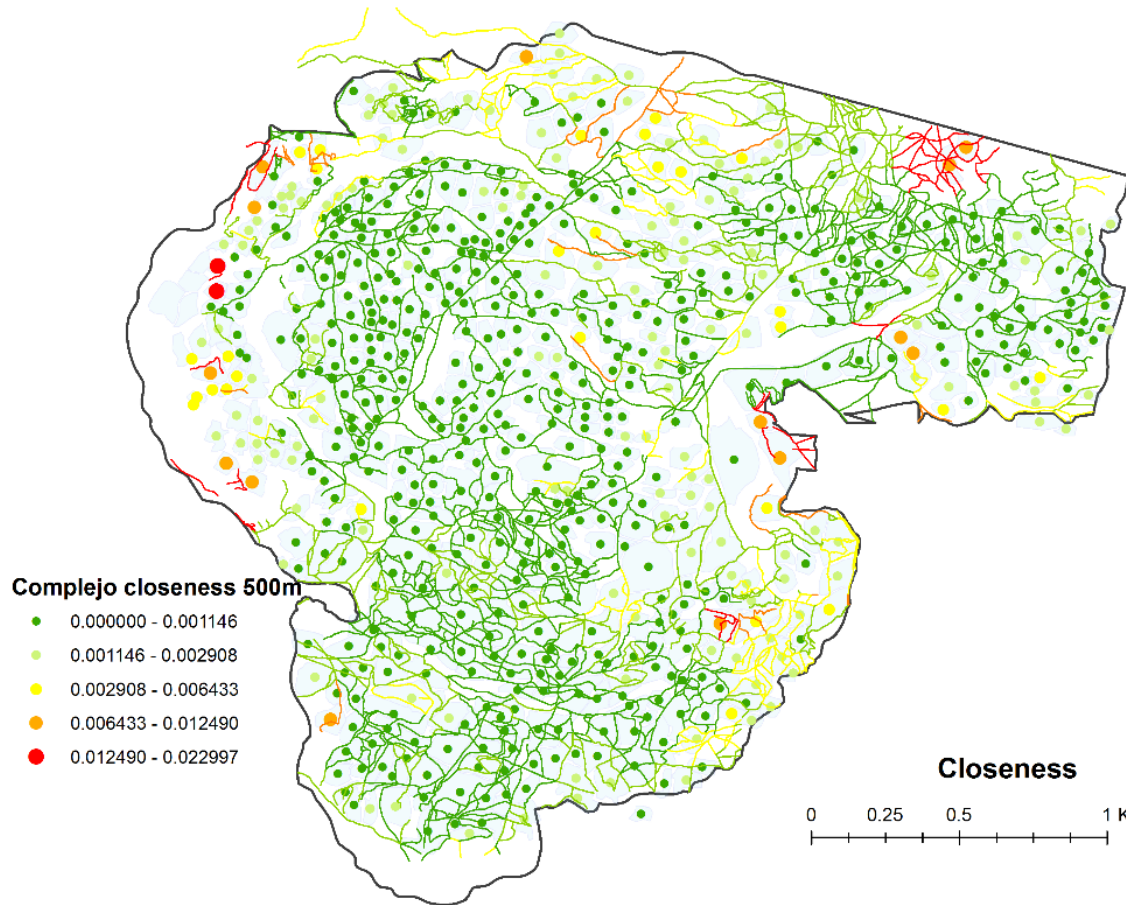 Complejo closeness 500m
0.000000 - 0.001146
0.001146 - 0.002908
0.002908 - 0.006433
0.006433 - 0.012490
0.012490 - 0.022997
Closeness
0 0.25 0.5 1 K